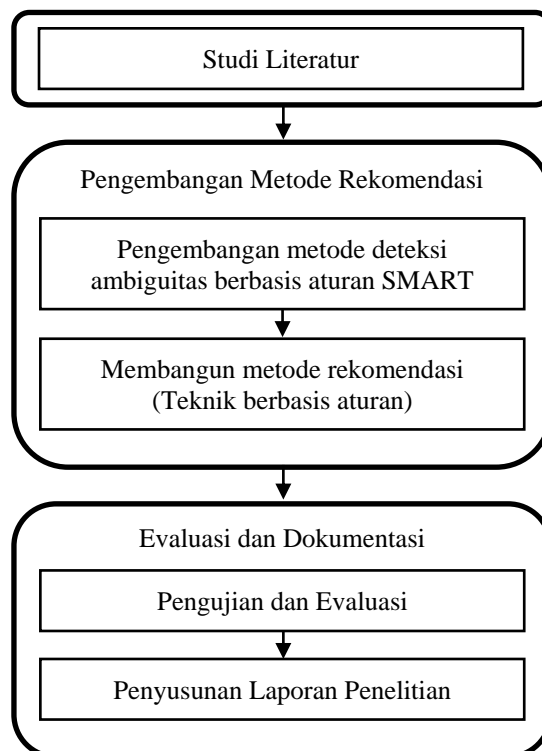 Studi Literatur
Pengembangan Metode Rekomendasi
Pengembangan metode deteksi
ambiguitas berbasis aturan SMART
Membangun metode rekomendasi
(Teknik berbasis aturan)
Evaluasi dan Dokumentasi
Pengujian dan Evaluasi
Penyusunan Laporan Penelitian